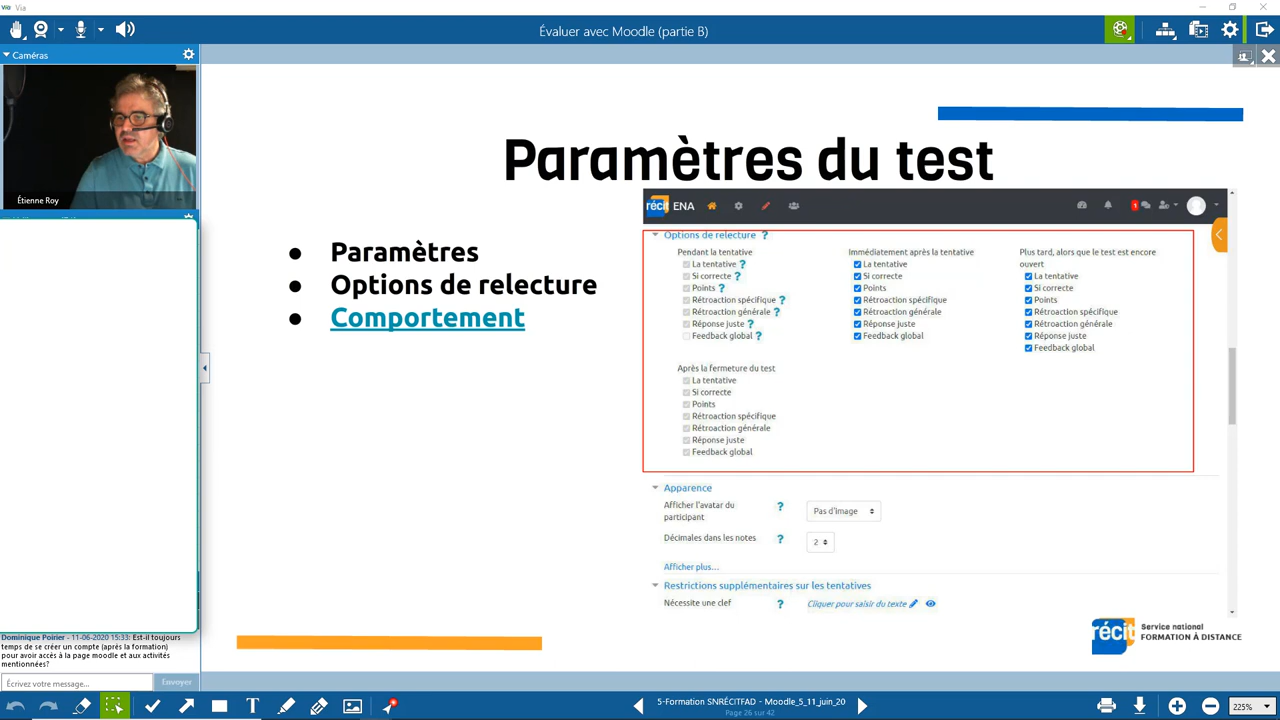 Via
Évaluer avec Moodle (partie B)
Caméras
Étienne Roy
Paramètres du test
Paramètres
Options de relecture
Comportement
récit ENA
1
Options de relecture ?
Pendant la tentative
La tentative ?
Si correcte ?
Points ?
Rétroaction spécifique ?
Rétroaction générale ?
Réponse juste ?
Feedback global ?
Immédiatement après la tentative
La tentative
Si correcte
Points
Rétroaction spécifique
Rétroaction générale
Réponse juste
Feedback global
Plus tard, alors que le test est encore
ouvert
La tentative
Si correcte
Points
Rétroaction spécifique
Rétroaction générale
Réponse juste
Feedback global
Après la fermeture du test
La tentative
Si correcte
Points
Rétroaction spécifique
Rétroaction générale
Réponse juste
Feedback global
Apparence
Afficher l'avatar du
participant
?
Pas d'image
Décimales dans les notes ? 2
Afficher plus...
Restrictions supplémentaires sur les tentatives
Nécessite une clef ? Cliquer pour saisir du texte
récit
Service national
FORMATION À DISTANCE
Dominique Poirier - 11-06-2020 15:33: Est-il toujours
temps de se créer un compte (après la formation)
pour avoir accès à la page moodle et aux activités
mentionnées?
Écrivez votre message...
Envoyer
5-Formation SNRÉCITFAD - Moodle_5_11_juin_20
Page 26 sur 42
225%